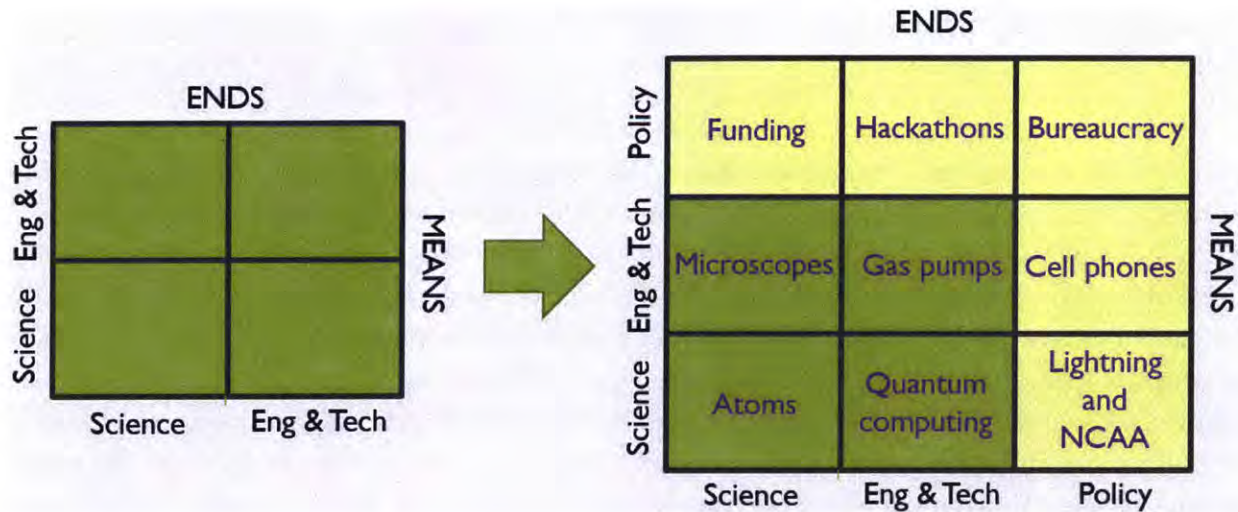 ENDS
Eng & Tech
Science
MEANS
Science
Eng & Tech
ENDS
Policy
Eng & Tech
Science
Funding
Hackathons
Bureaucracy
Microscopes
Gas pumps
Cell phones
Atoms
Quantum
computing
Lightning
and
NCAA
MEANS
Science
Eng & Tech
Policy